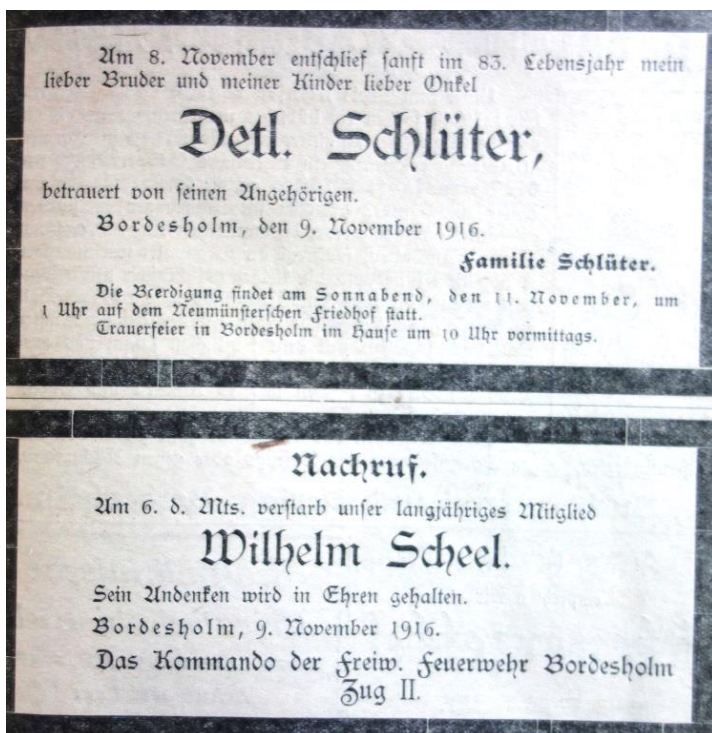 Am 8. November entschlief sanft im 83. Lebensjahr mein
lieber Bruder und meiner Kinder lieber Onkel
Detl. Schlüter,
betrauert von seinen Angehörigen.
Bordesholm, den 9. November 1916.
Familie Schlüter.
Die Beerdigung findet am Sonnabend, den 11. November, um
1 Uhr auf dem Neumünsterschen Friedhof statt.
Trauerfeier in Bordesholm im Hause um 10 Uhr vormittags.
Nachruf.
Am 6. d. Mts. verstarb unser langjähriges Mitglied
Wilhelm Scheel.
Sein Andenken wird in Ehren gehalten.
Bordesholm, 9. November 1916.
Das Kommando der Freiw. Feuerwehr Bordesholm
Zug II.